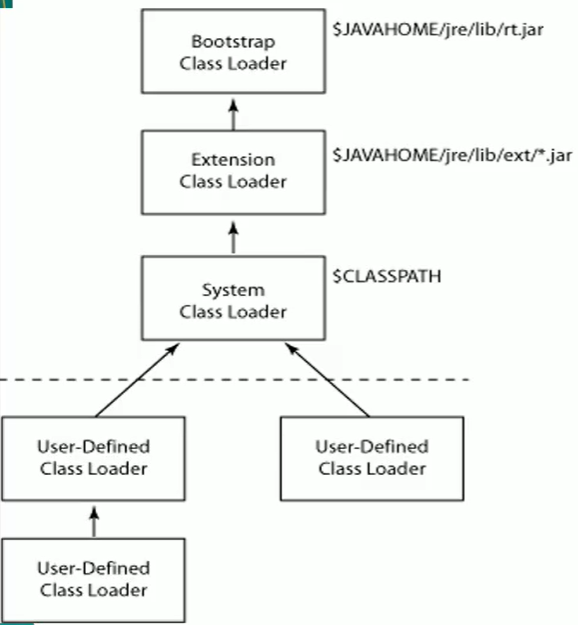 Bootstrap
Class Loader
$JAVAHOME/jre/lib/rt.jar
Extension
Class Loader
$JAVAHOME/jre/lib/ext/*.jar
System
Class Loader
$CLASSPATH
User-Defined
Class Loader
User-Defined
Class Loader
User-Defined
Class Loader